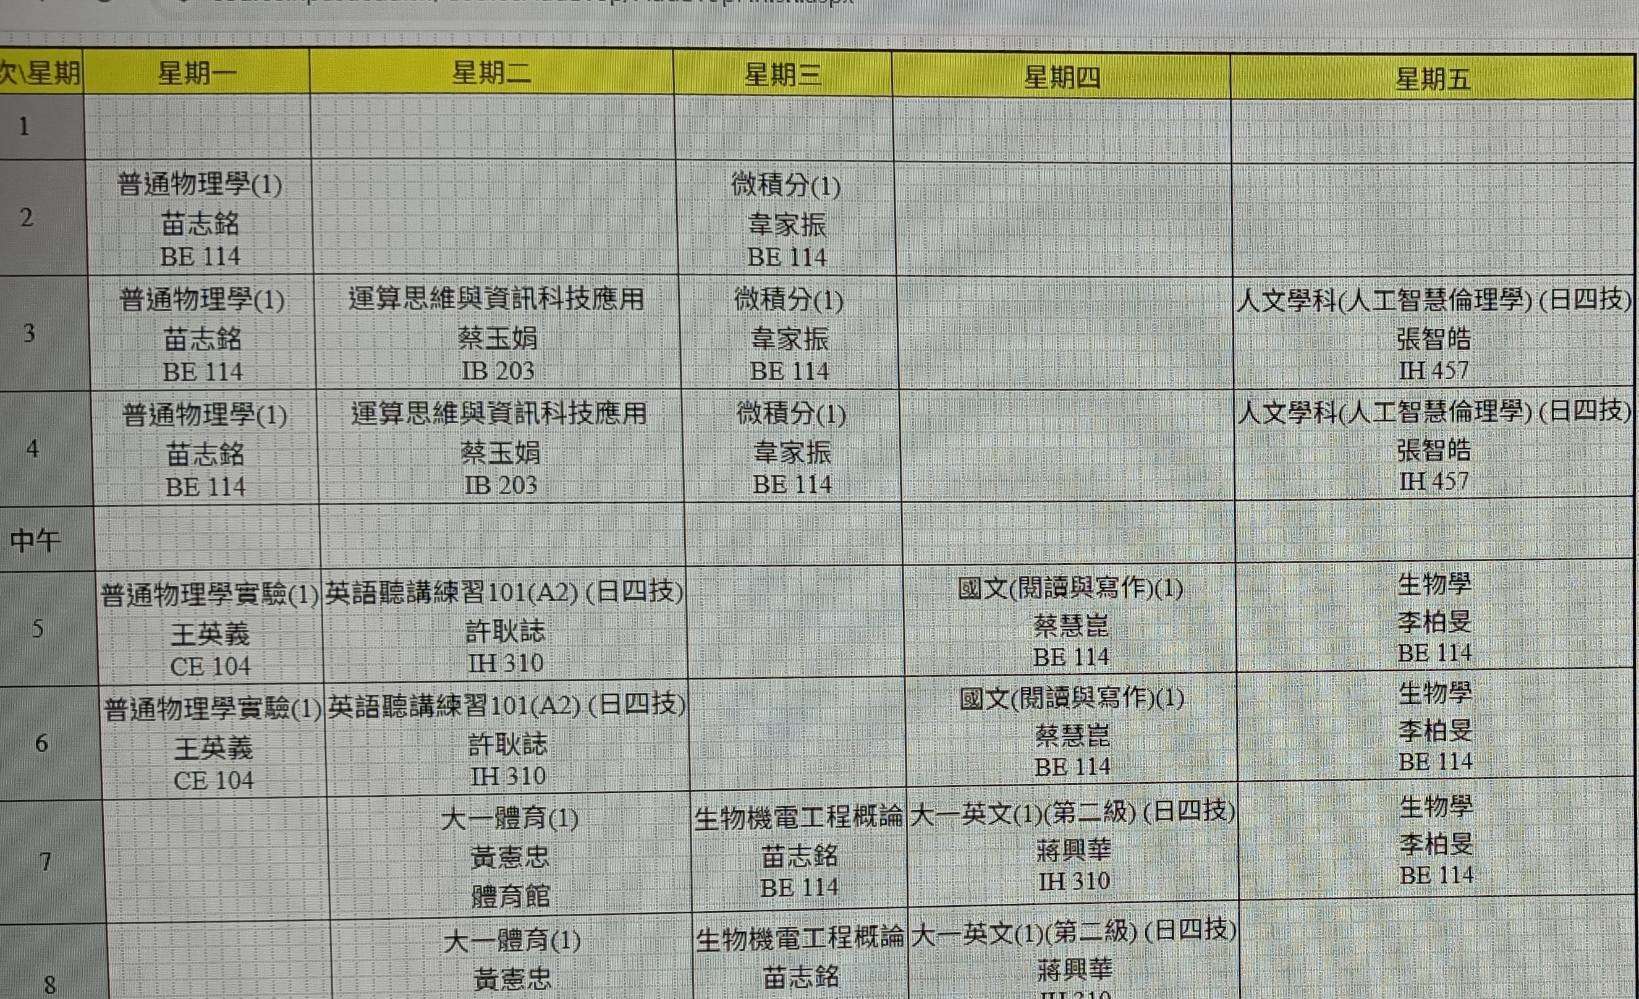 次\星期 星期一 星期二 星期三 星期四 星期五
1
2
普通物理學(1) 微積分(1)
苗志銘 韋家振
BE 114 BE 114
3
普通物理學(1) 運算思維與資訊科技應用 微積分(1) 人文學科(人工智慧倫理學) (日四技)
苗志銘 蔡玉娟 韋家振 張智皓
BE 114 IB 203 BE 114 IH 457
4
普通物理學(1) 運算思維與資訊科技應用 微積分(1) 人文學科(人工智慧倫理學) (日四技)
苗志銘 蔡玉娟 韋家振 張智皓
BE 114 IB 203 BE 114 IH 457
中午
5
普通物理學實驗(1) 英語聽講練習101(A2) (日四技) 國文(閱讀與寫作)(1) 生物學
王英義 許耿誌 蔡慧崑 李柏旻
CE 104 IH 310 BE 114 BE 114
6
普通物理學實驗(1) 英語聽講練習101(A2) (日四技) 國文(閱讀與寫作)(1) 生物學
王英義 許耿誌 蔡慧崑 李柏旻
CE 104 IH 310 BE 114 BE 114
7
大一體育(1) 生物機電工程概論 大一英文(1)(第二級) (日四技) 生物學
黃憲忠 苗志銘 蔣興華 李柏旻
體育館 BE 114 IH 310 BE 114
8
大一體育(1) 生物機電工程概論 大一英文(1)(第二級) (日四技)
黃憲忠 苗志銘 蔣興華
IH 310